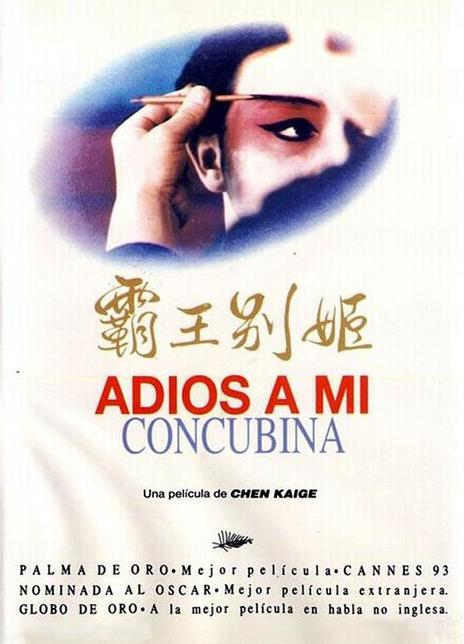 霸王别姬
ADIOS A MI
CONCUBINA
Una película de CHEN KAIGE
PALMA DE ORO • Mejor película • CANNES 93
NOMINADA AL OSCAR • Mejor película extranjera.
GLOBO DE ORO • A la mejor película en habla no inglesa.